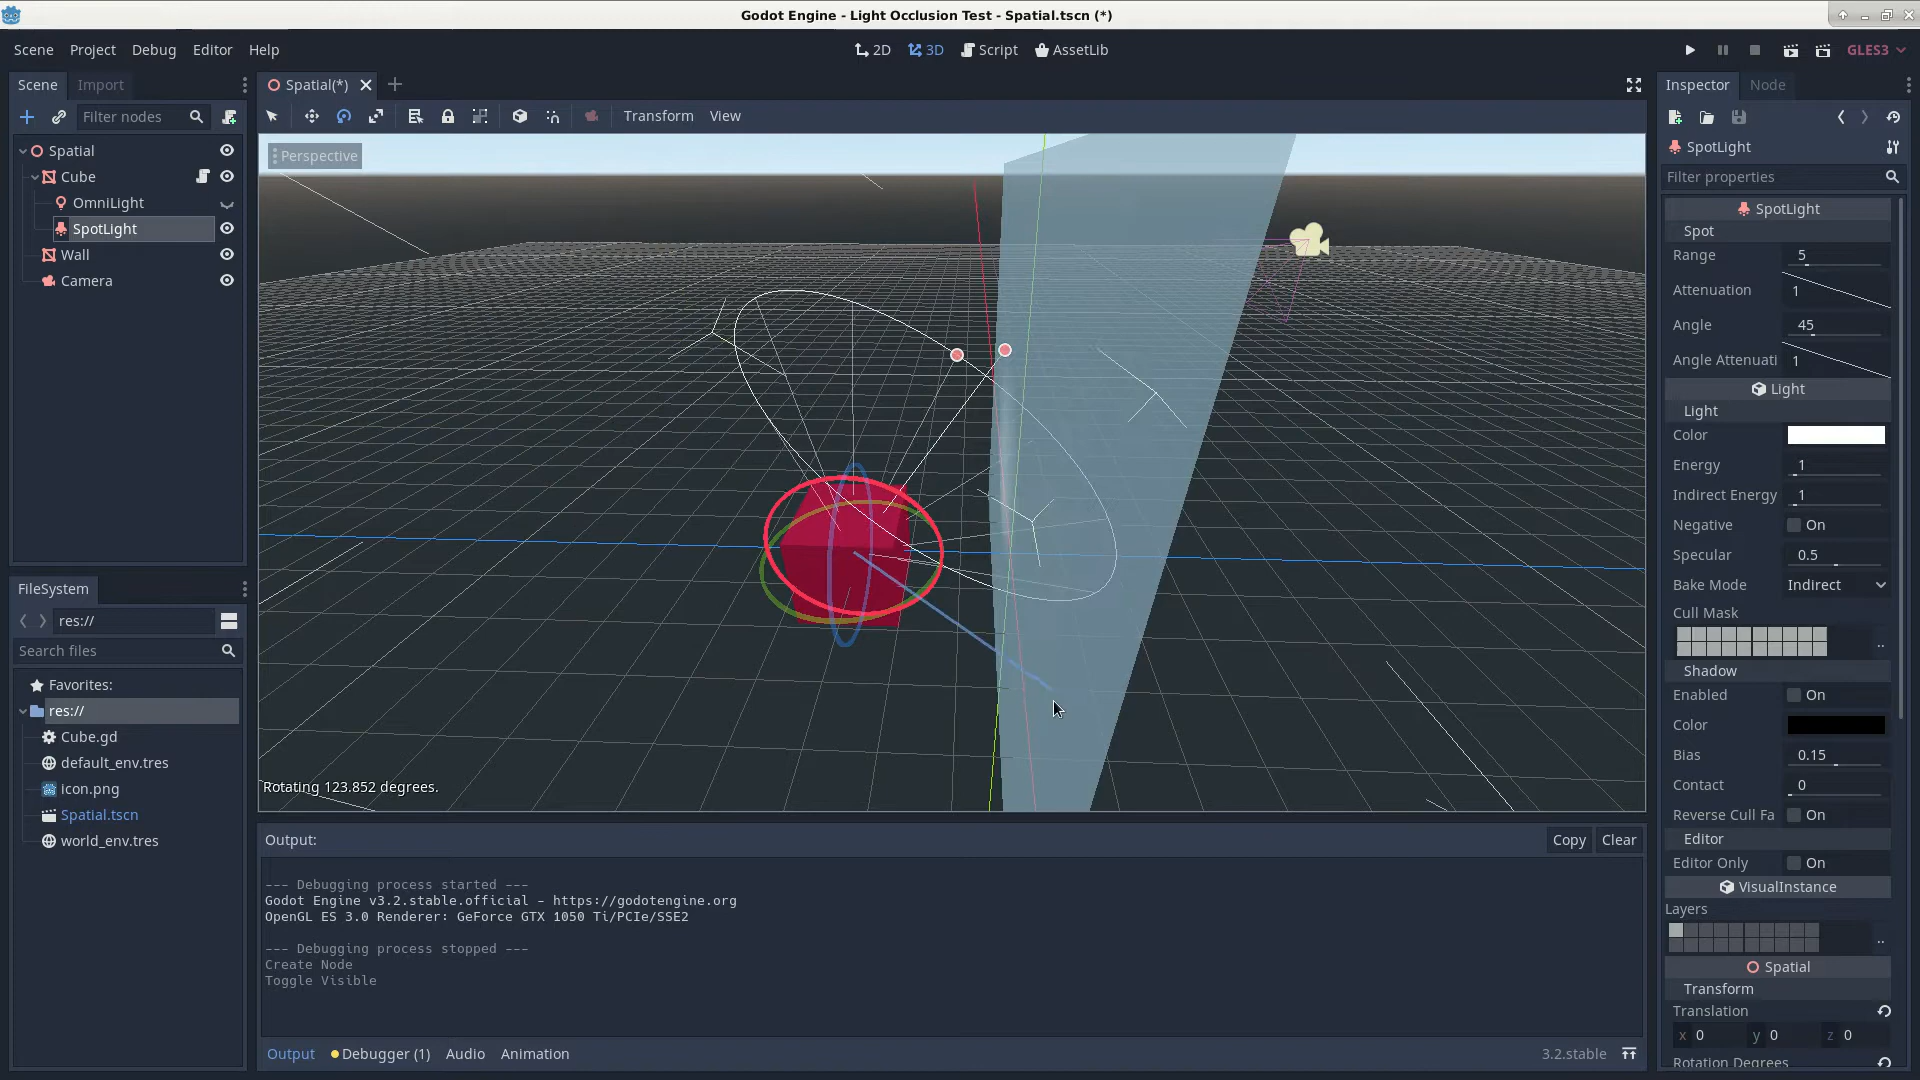 Godot Engine - Light Occlusion Test - Spatial.tscn (*)
Scene Project Debug Editor Help
2D 3D Script AssetLib
GLES3
Scene Import
Filter nodes
Spatial
Cube
OmniLight
SpotLight
Wall
Camera
FileSystem
res://
Search files
Favorites:
res://
Cube.gd
default_env.tres
icon.png
Spatial.tscn
world_env.tres
Spatial(*)
Transform View
Perspective
Rotating 123.852 degrees.
Output:
Copy Clear
--- Debugging process started ---
Godot Engine v3.2.stable.official - https://godotengine.org
OpenGL ES 3.0 Renderer: GeForce GTX 1050 Ti/PCIe/SSE2
--- Debugging process stopped ---
Create Node
Toggle Visible
Output Debugger (1) Audio Animation
3.2.stable
Inspector Node
SpotLight
Filter properties
SpotLight
Spot
Range 5
Attenuation 1
Angle 45
Angle Attenuati 1
Light
Light
Color
Energy 1
Indirect Energy 1
Negative On
Specular 0.5
Bake Mode Indirect
Cull Mask
..
Shadow
Enabled On
Color
Bias 0.15
Contact 0
Reverse Cull Fa On
Editor
Editor Only On
VisualInstance
Layers
..
Spatial
Transform
Translation
x 0 y 0 z 0
Rotation Degrees